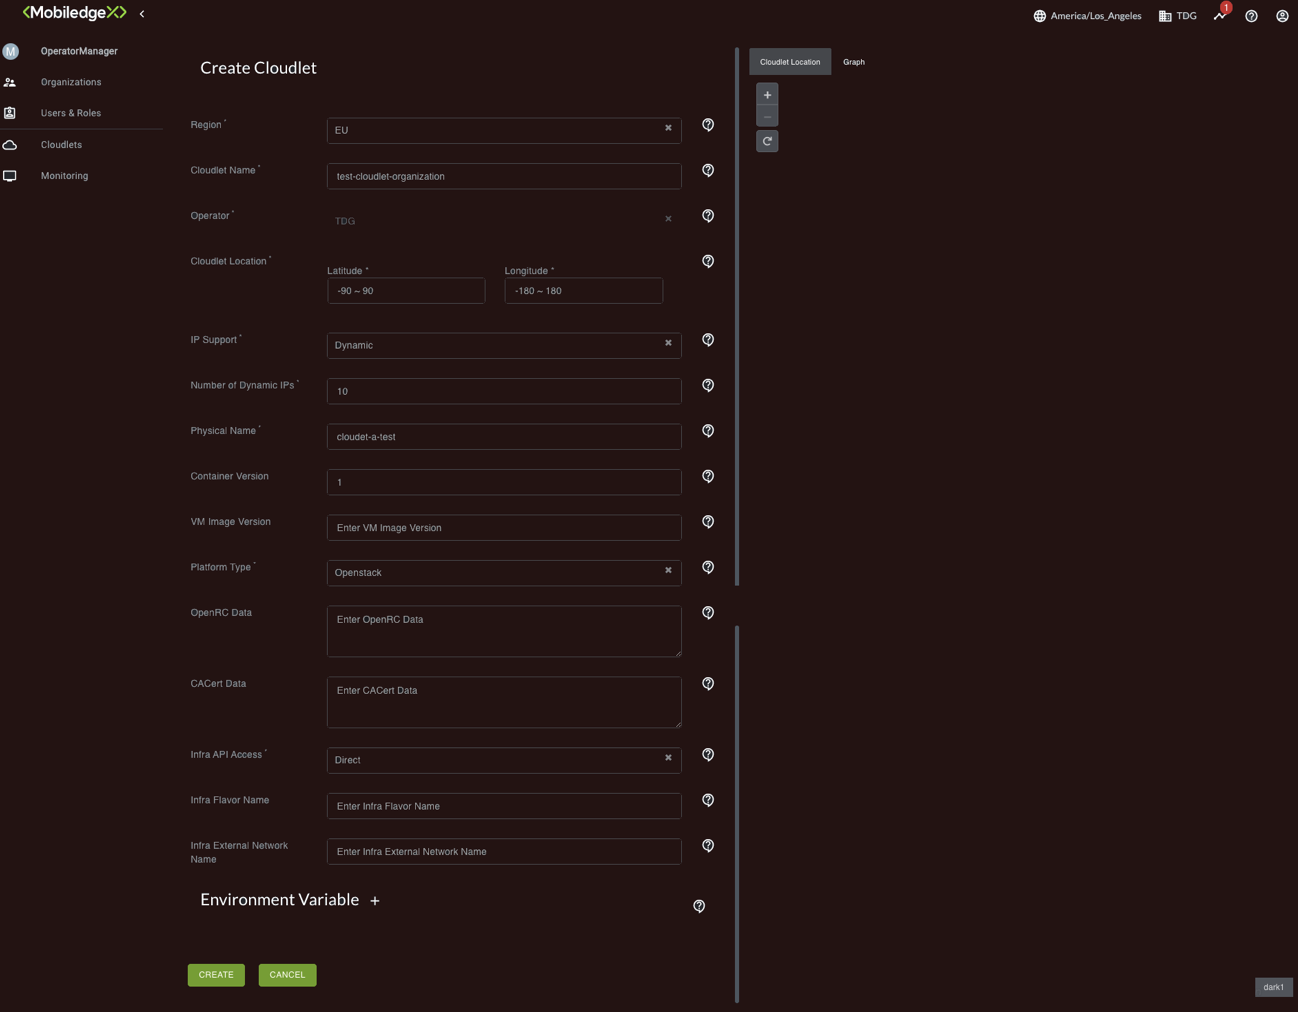 <MobiledgeX>
America/Los_Angeles
TDG
1
M
OperatorManager
Organizations
Users & Roles
Cloudlets
Monitoring
Create Cloudlet
Region *
EU
Cloudlet Name *
test-cloudlet-organization
Operator *
TDG
Cloudlet Location *
Latitude *
Longitude *
-90 ~ 90
-180 ~ 180
IP Support *
Dynamic
Number of Dynamic IPs *
10
Physical Name *
cloudet-a-test
Container Version
1
VM Image Version
Enter VM Image Version
Platform Type *
Openstack
OpenRC Data
Enter OpenRC Data
CACert Data
Enter CACert Data
Infra API Access *
Direct
Infra Flavor Name
Enter Infra Flavor Name
Infra External Network
Name
Enter Infra External Network Name
Environment Variable +
CREATE
CANCEL
Cloudlet Location
Graph
+
−
dark1